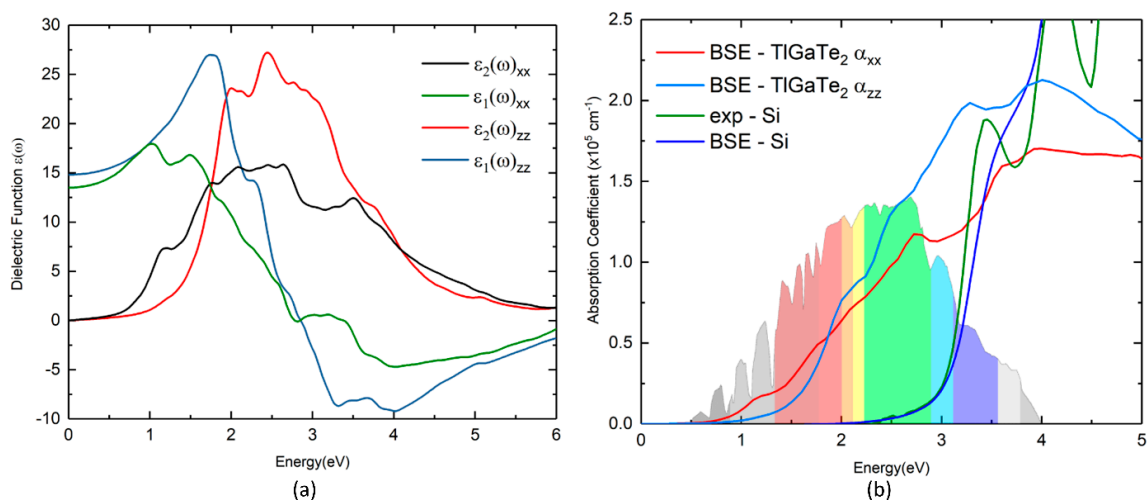 30
25
20
15
10
5
0
-5
-10
Dielectric Function ε(ω)
ε₂(ω)xx
ε₁(ω)xx
ε₂(ω)zz
ε₁(ω)zz
0 1 2 3 4 5 6
Energy(eV)
(a)
2.5
2.0
1.5
1.0
0.5
0.0
Absorption Coefficient (x10⁵ cm⁻¹)
BSE - TlGaTe₂ αxx
BSE - TlGaTe₂ αzz
exp - Si
BSE - Si
0 1 2 3 4 5
Energy(eV)
(b)